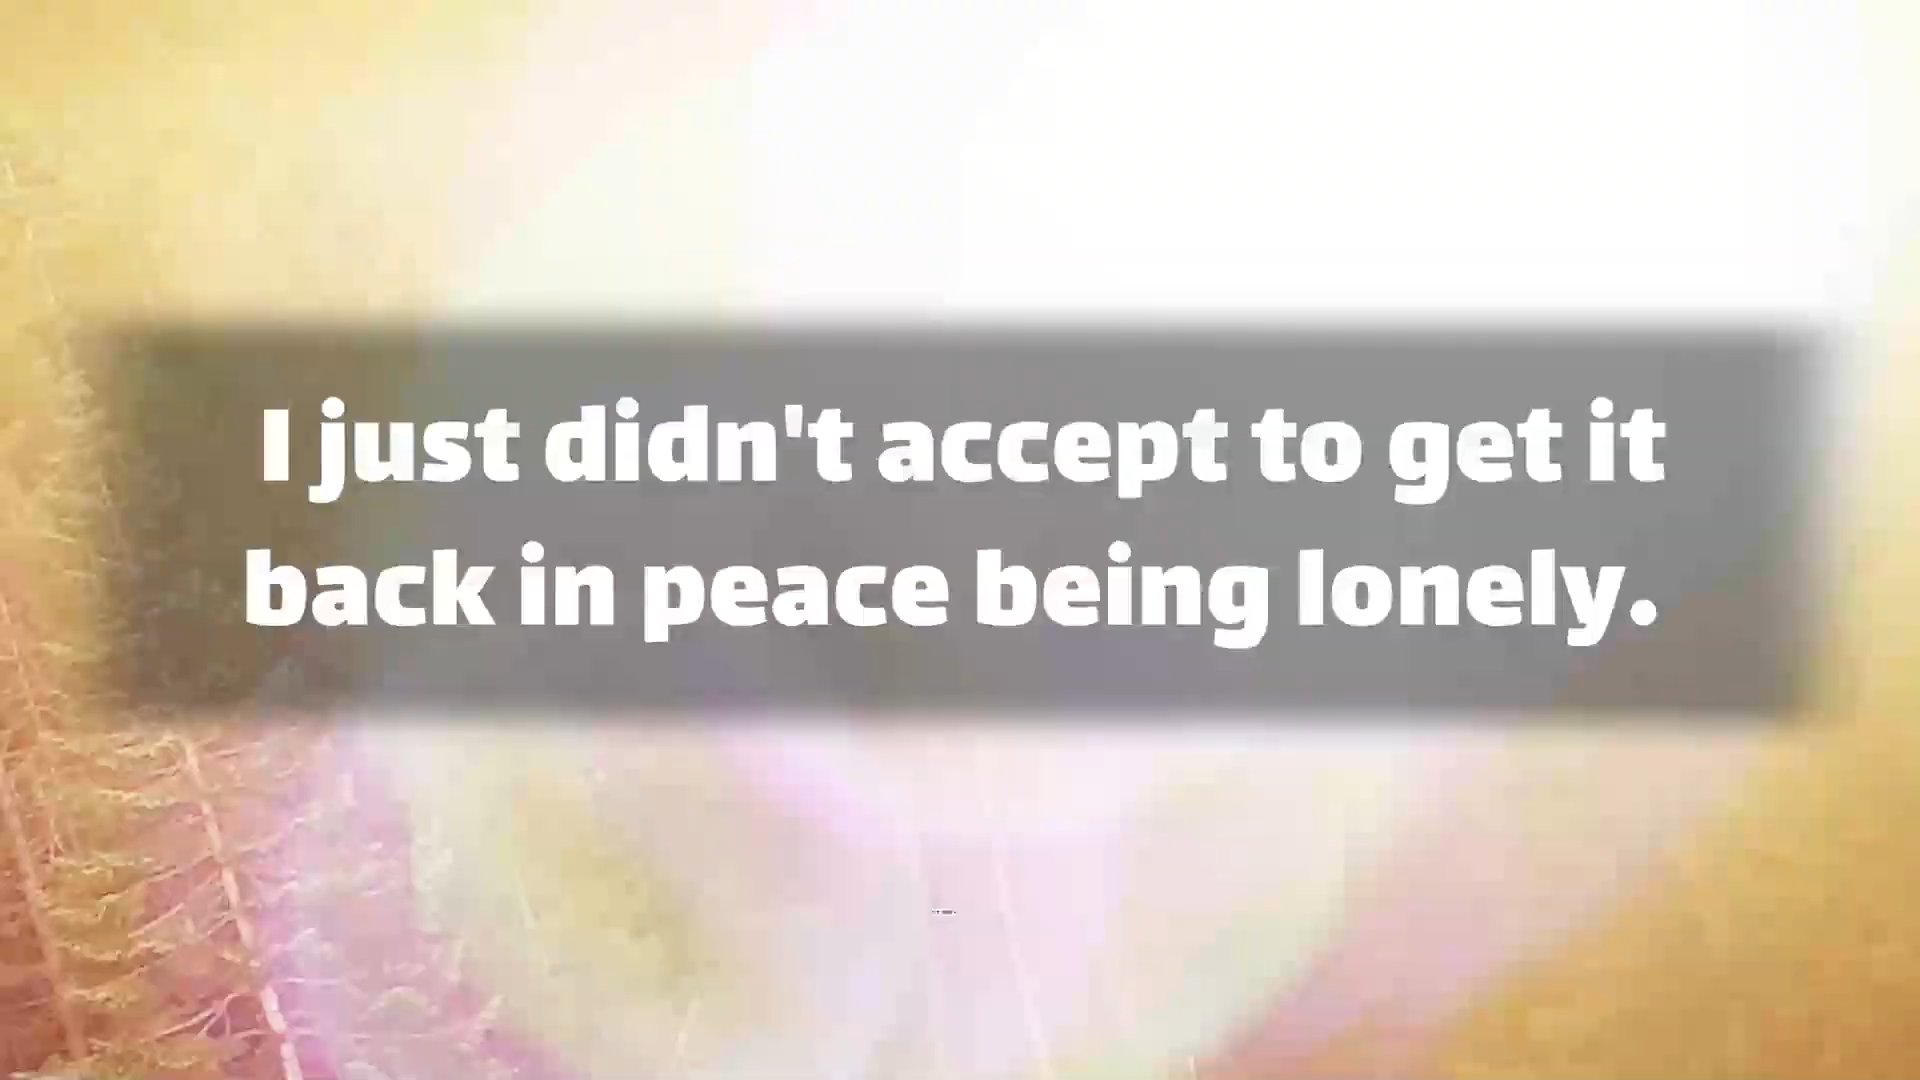 I just didn't accept to get it
back in peace being lonely.